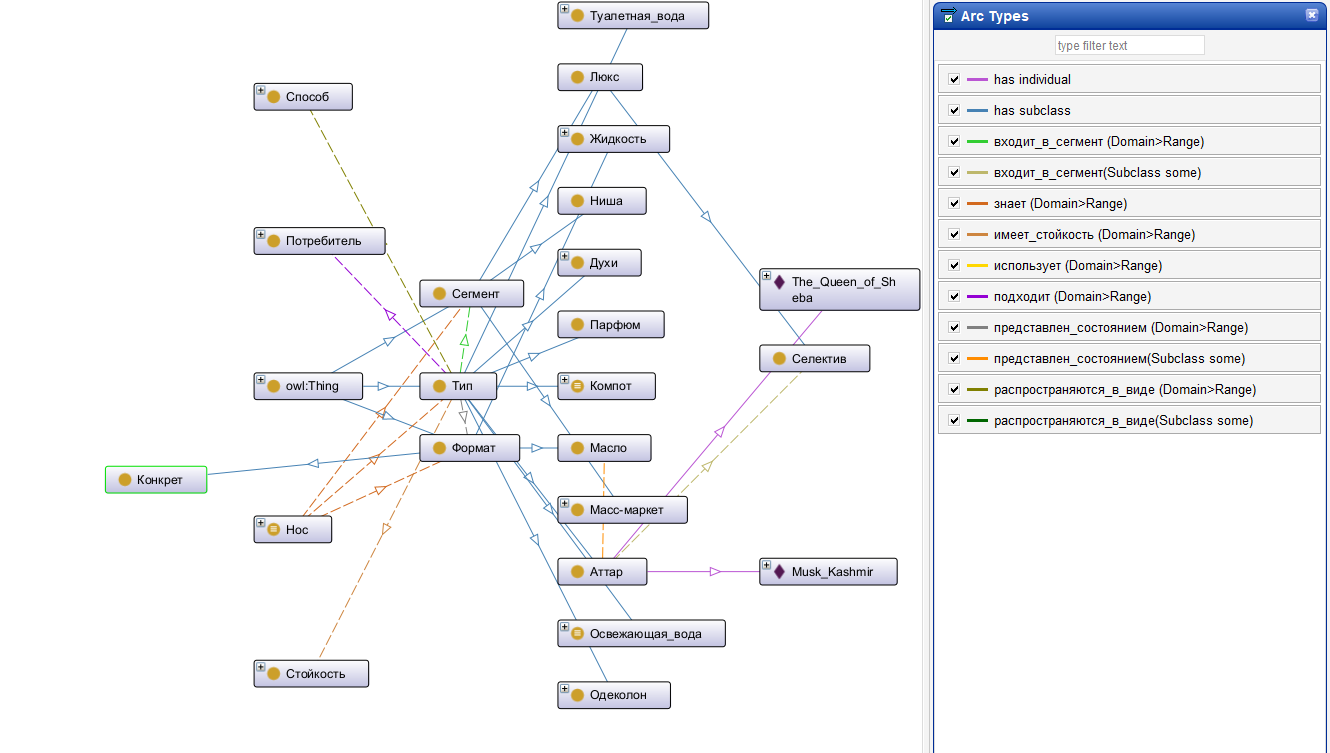 Туалетная_вода
Люкс
Способ
Жидкость
Ниша
Потребитель
Духи
Сегмент
The_Queen_of_Sh
eba
Парфюм
Селектив
owl:Thing
Тип
Компот
Формат
Масло
Конкрет
Масс-маркет
Нос
Аттар
Musk_Kashmir
Освежающая_вода
Стойкость
Одеколон
Arc Types
type filter text
has individual
has subclass
входит_в_сегмент (Domain>Range)
входит_в_сегмент(Subclass some)
знает (Domain>Range)
имеет_стойкость (Domain>Range)
использует (Domain>Range)
подходит (Domain>Range)
представлен_состоянием (Domain>Range)
представлен_состоянием(Subclass some)
распространяются_в_виде (Domain>Range)
распространяются_в_виде(Subclass some)